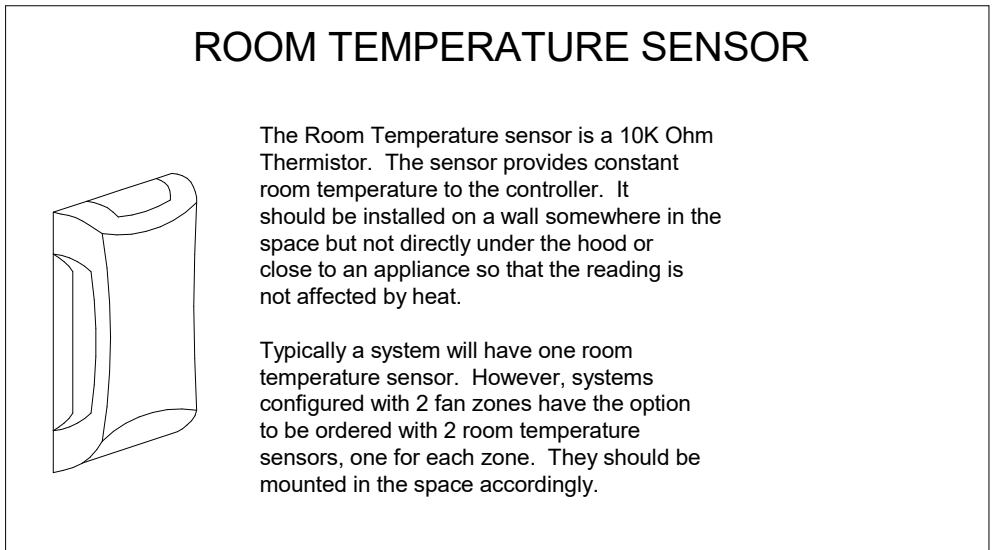 ROOM TEMPERATURE SENSOR
The Room Temperature sensor is a 10K Ohm
Thermistor.  The sensor provides constant
room temperature to the controller.  It
should be installed on a wall somewhere in the
space but not directly under the hood or
close to an appliance so that the reading is
not affected by heat.
Typically a system will have one room
temperature sensor.  However, systems
configured with 2 fan zones have the option
to be ordered with 2 room temperature
sensors, one for each zone.  They should be
mounted in the space accordingly.